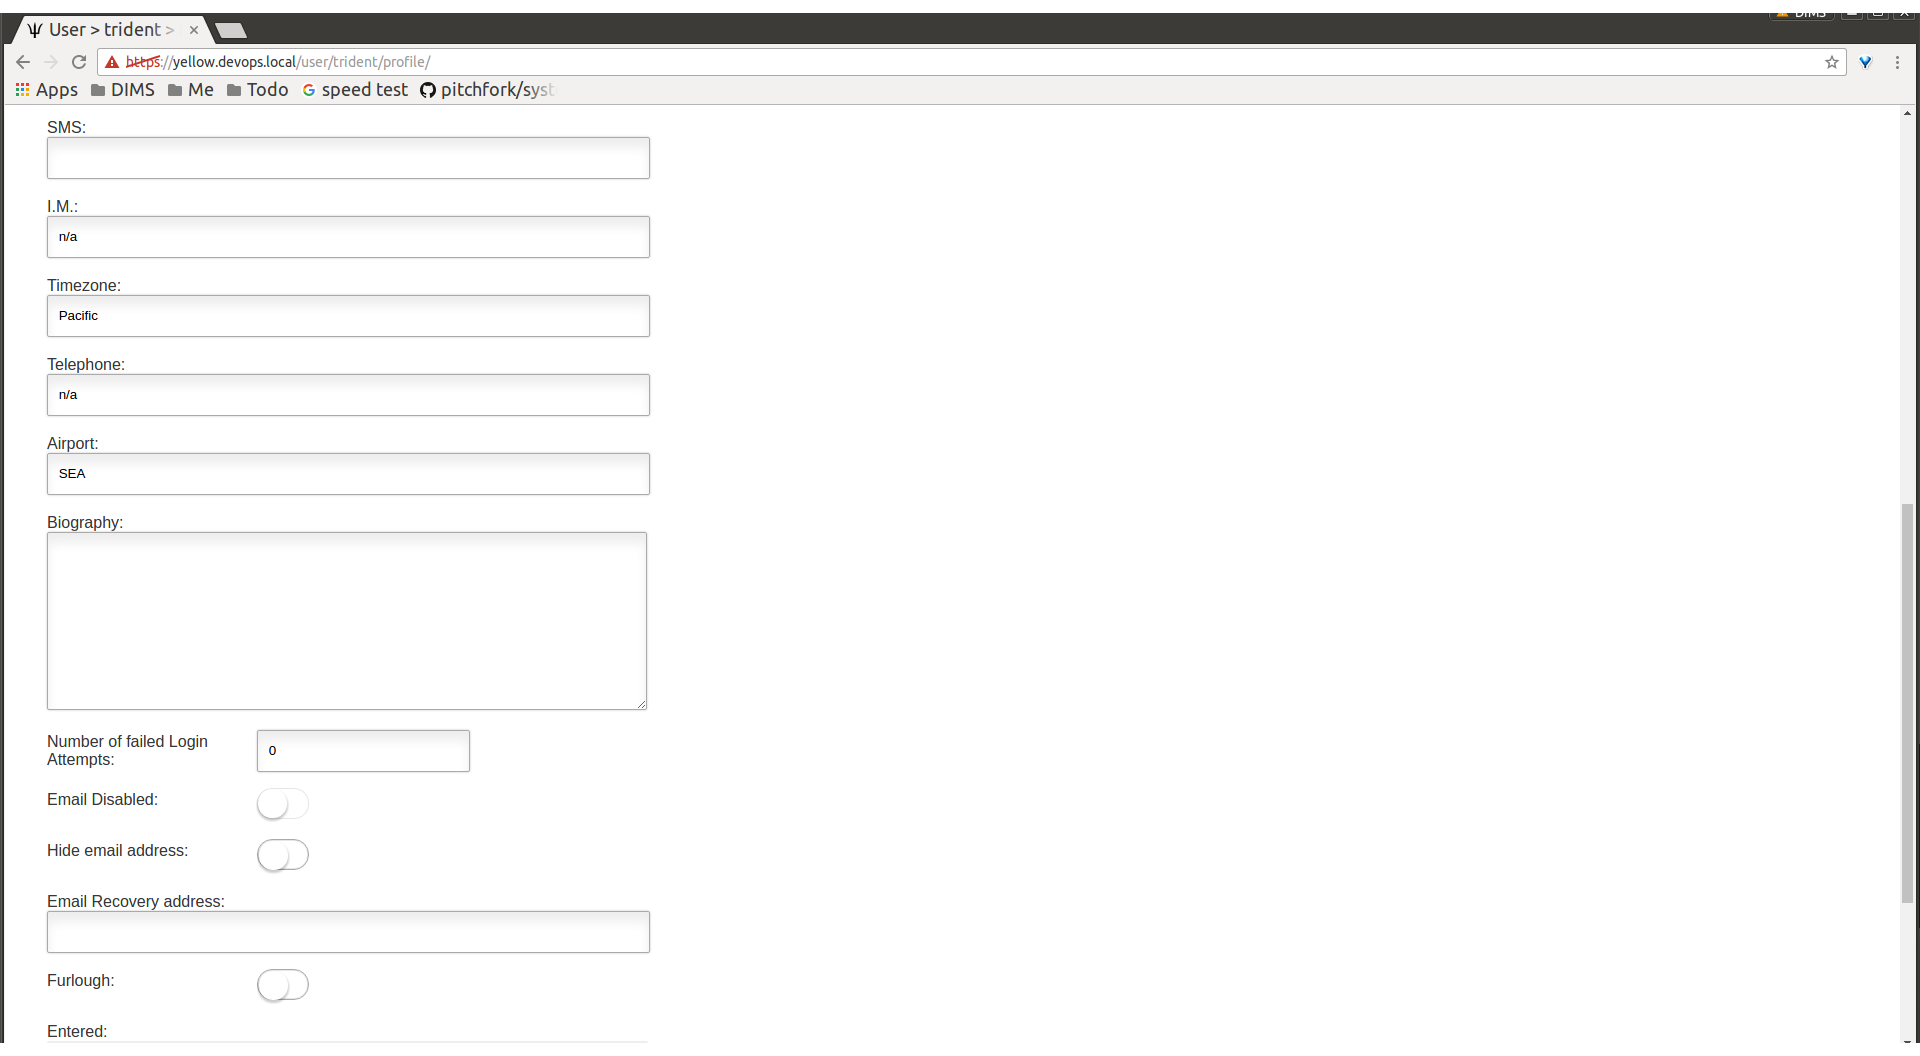 DIMS
User > trident >
https://yellow.devops.local/user/trident/profile/
Apps DIMS Me Todo speed test pitchfork/syst
SMS:
I.M.:
n/a
Timezone:
Pacific
Telephone:
n/a
Airport:
SEA
Biography:
Number of failed Login
Attempts:
0
Email Disabled:
Hide email address:
Email Recovery address:
Furlough:
Entered: